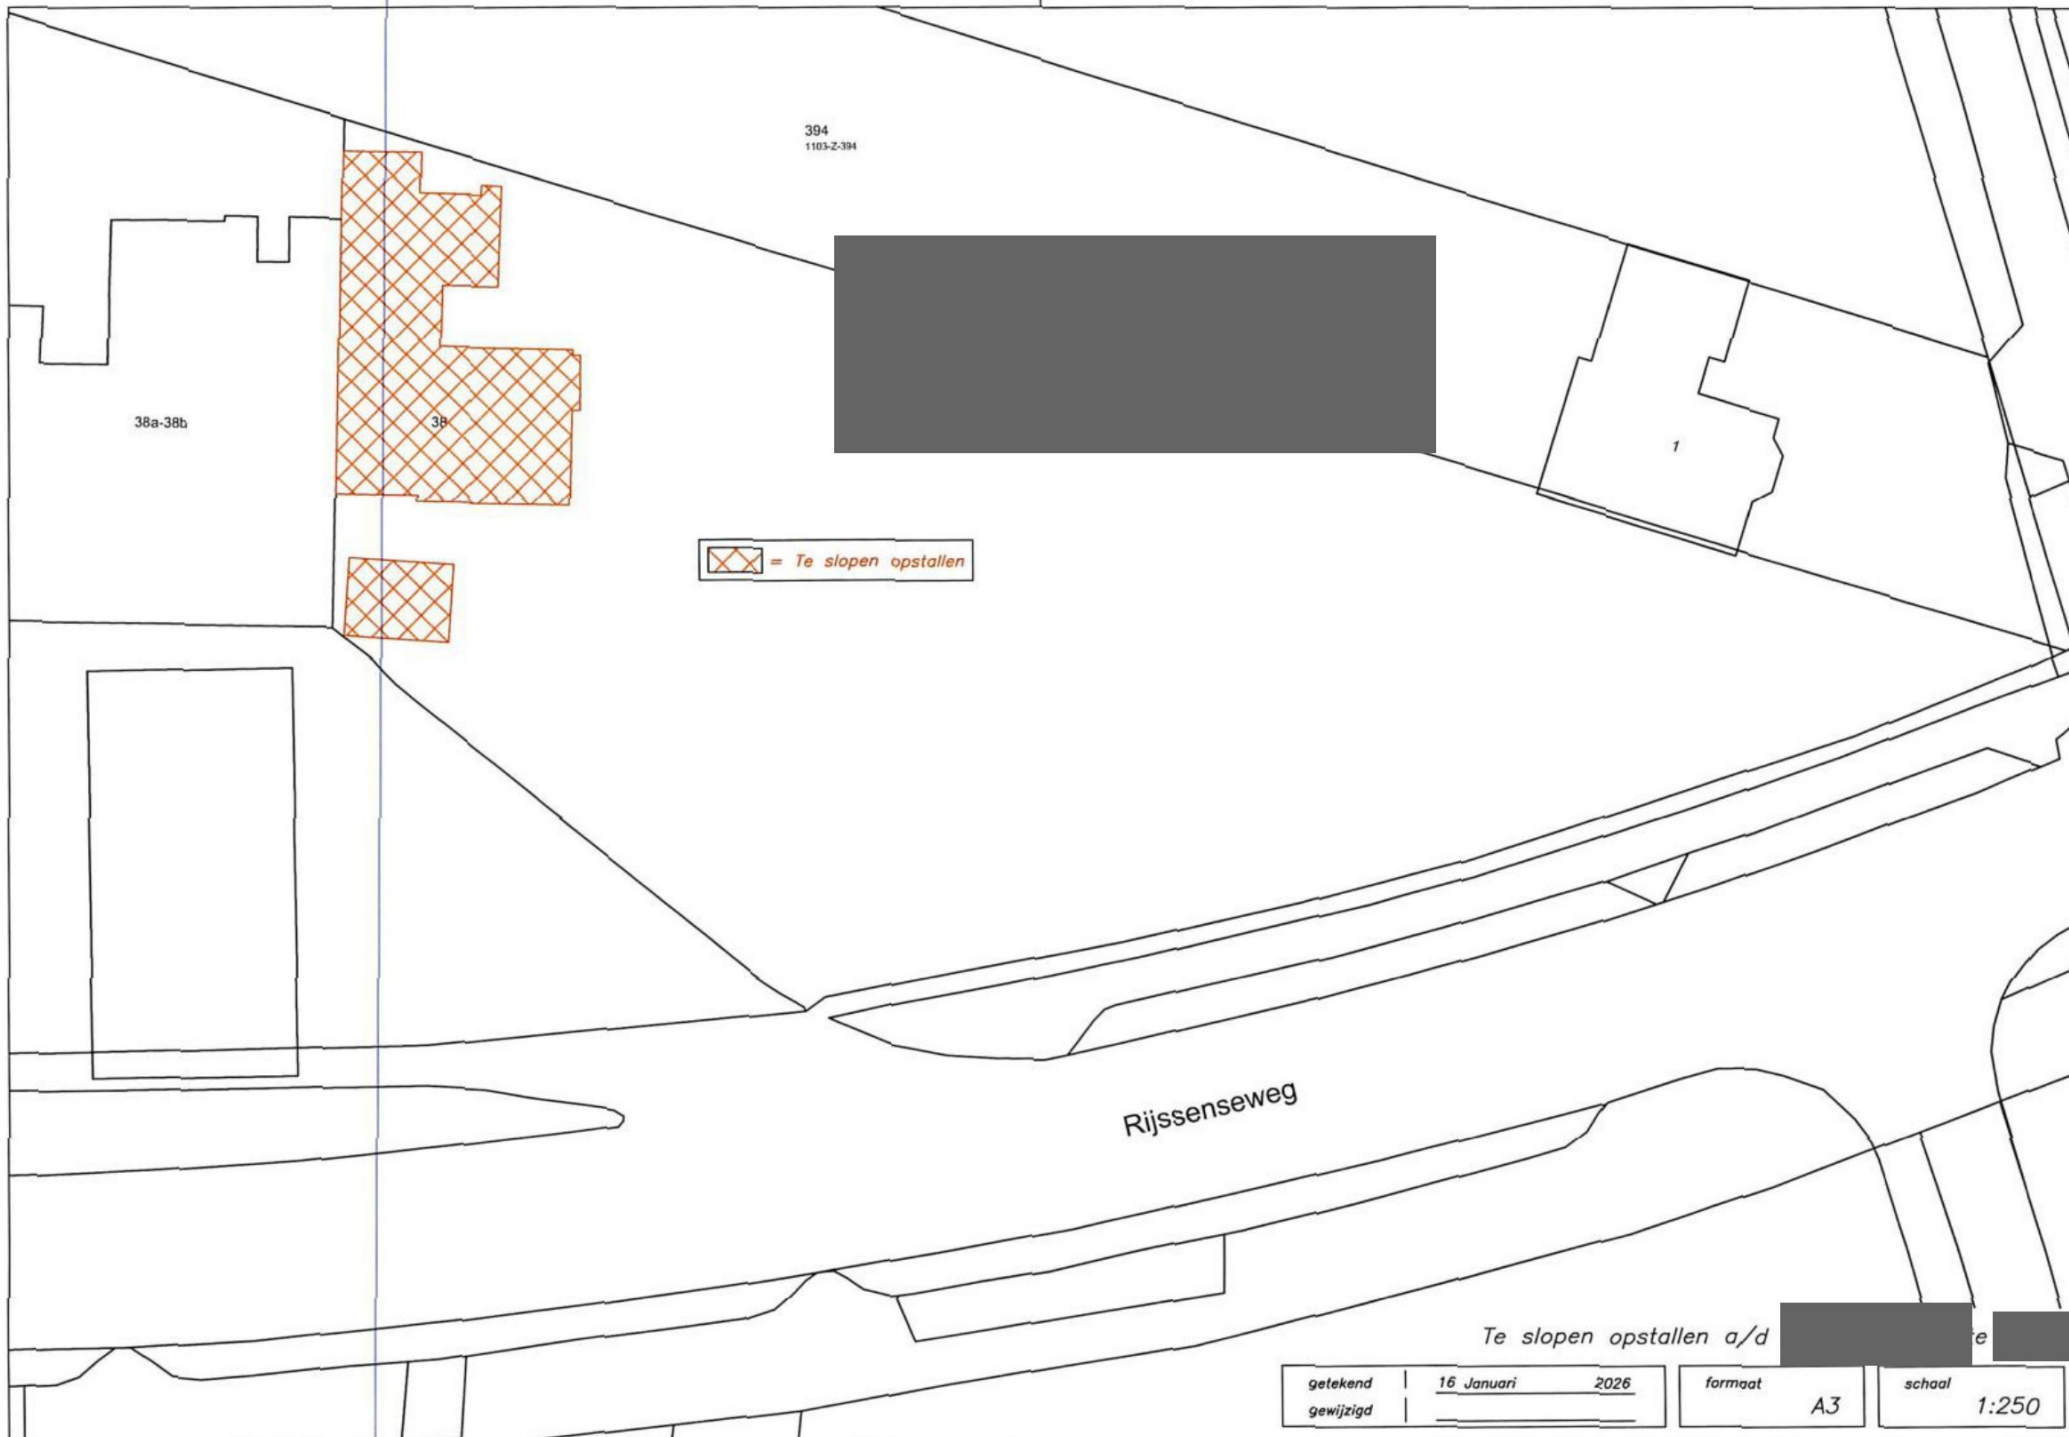 394
1103-Z-394
38a-38b
38
1
= Te slopen opstallen
Rijssenseweg
Te slopen opstallen a/d
getekend 16 Januari 2026
gewijzigd
formaat
A3
schaal
1:250